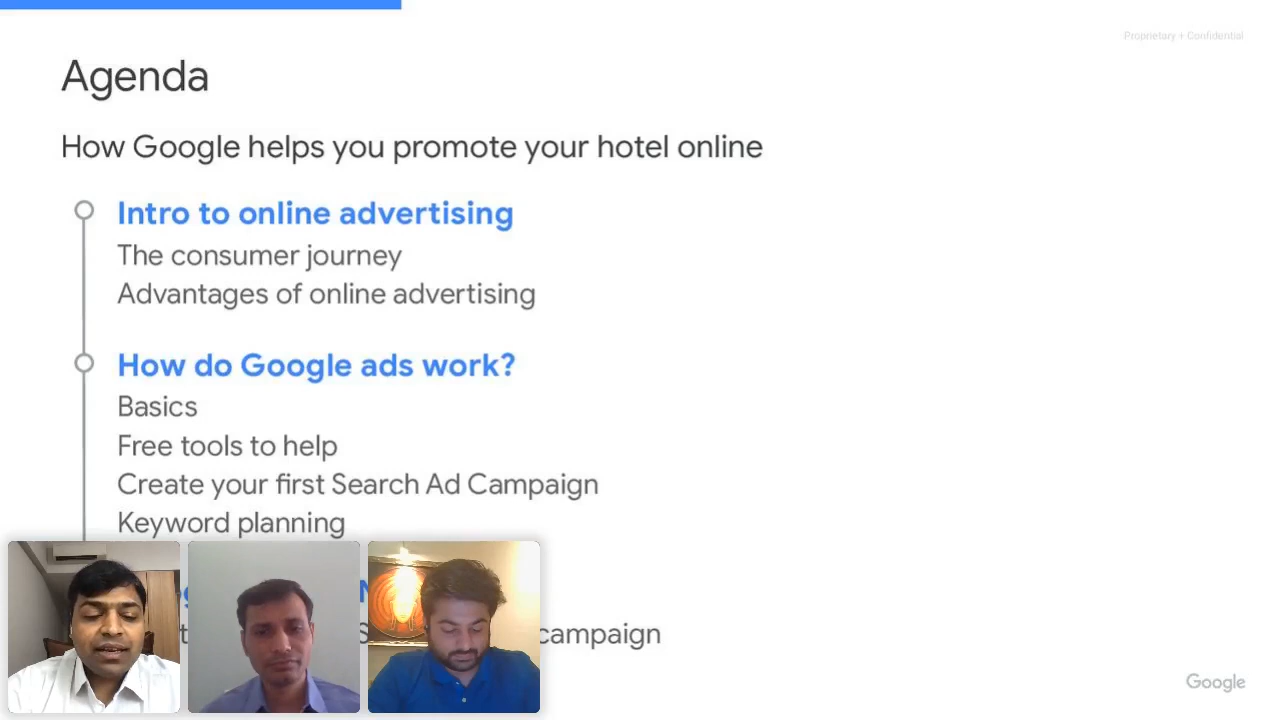 Proprietary + Confidential
Agenda
How Google helps you promote your hotel online
Intro to online advertising
The consumer journey
Advantages of online advertising
How do Google ads work?
Basics
Free tools to help
Create your first Search Ad Campaign
Keyword planning
campaign
Google